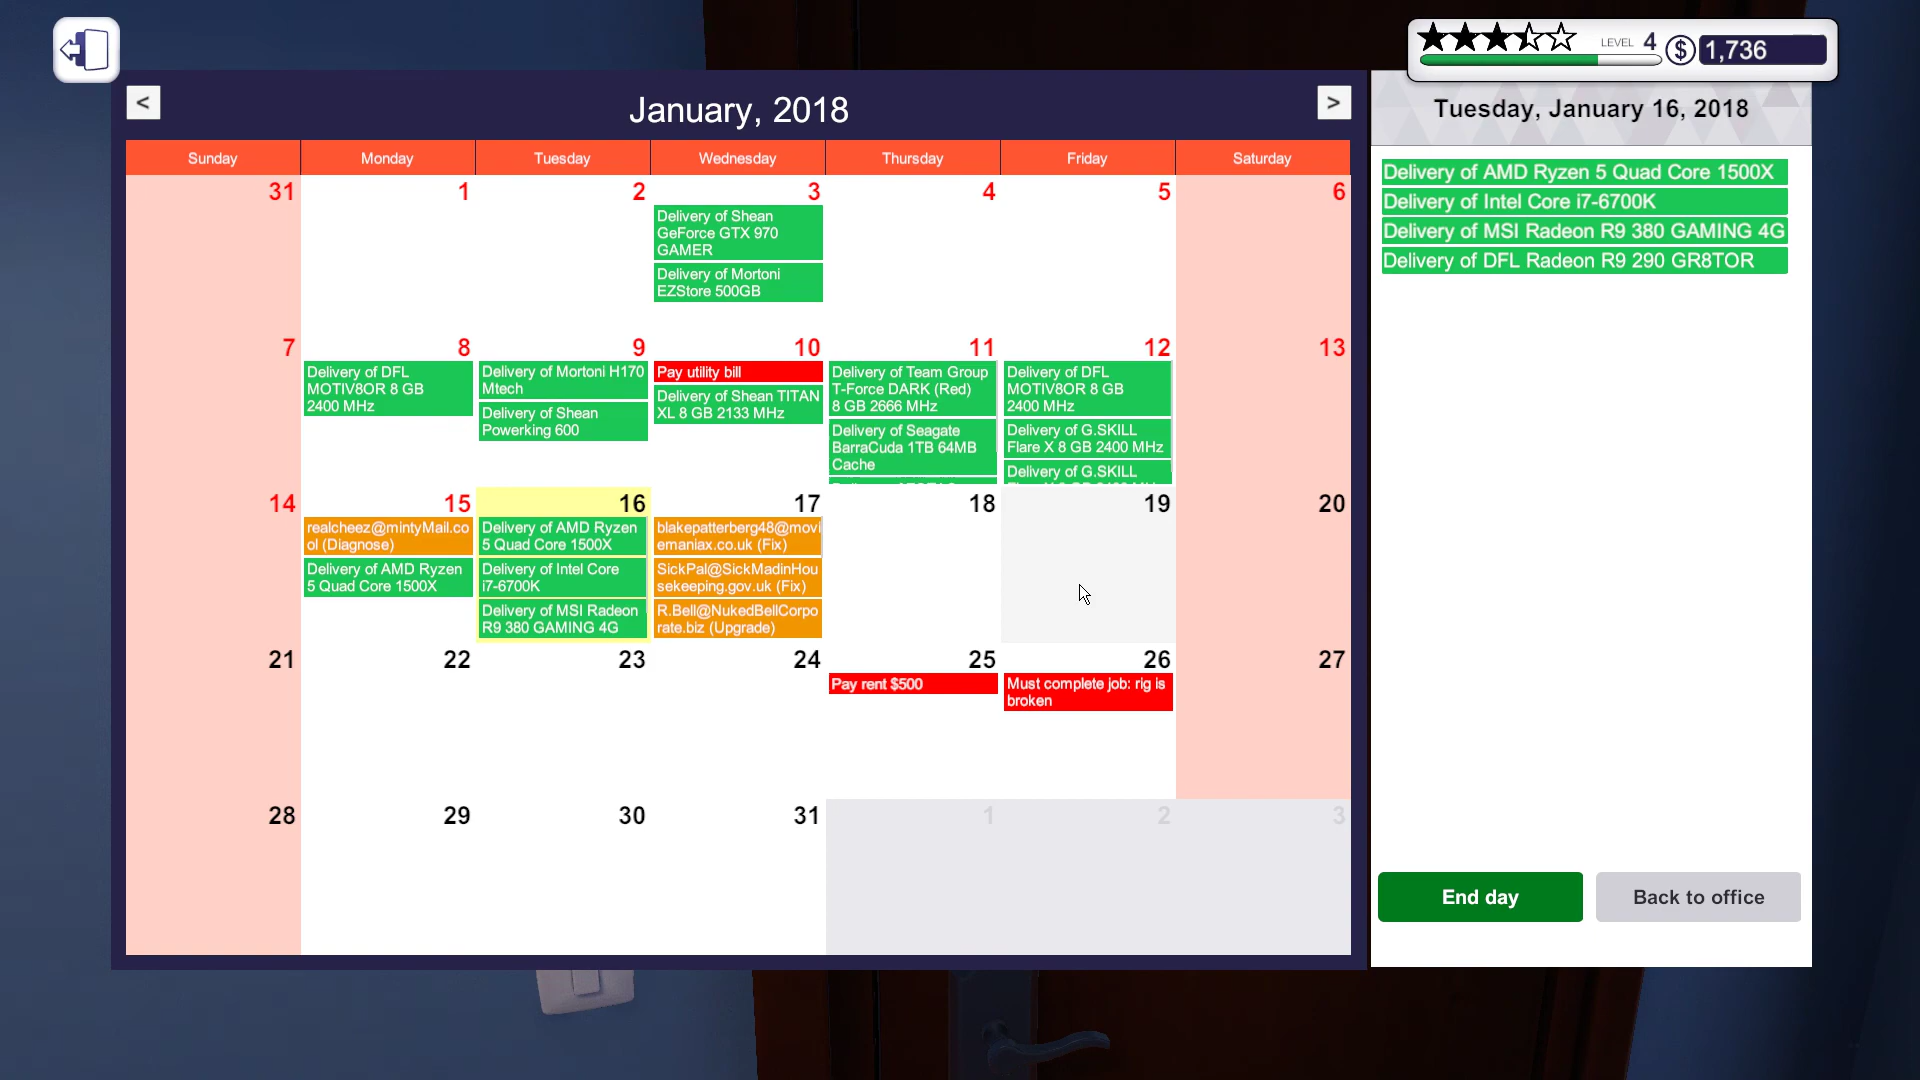 LEVEL 4 $ 1,736
< January, 2018 >
Sunday Monday Tuesday Wednesday Thursday Friday Saturday
31 1 2 3 4 5 6
Delivery of Shean
GeForce GTX 970
GAMER
Delivery of Mortoni
EZStore 500GB
7 8 9 10 11 12 13
Delivery of DFL
MOTIV8OR 8 GB
2400 MHz
Delivery of Mortoni H170
Mtech
Delivery of Shean
Powerking 600
Pay utility bill
Delivery of Shean TITAN
XL 8 GB 2133 MHz
Delivery of Team Group
T-Force DARK (Red)
8 GB 2666 MHz
Delivery of Seagate
BarraCuda 1TB 64MB
Cache
Delivery of DFL
MOTIV8OR 8 GB
2400 MHz
Delivery of G.SKILL
Flare X 8 GB 2400 MHz
Delivery of G.SKILL
14 15 16 17 18 19 20
realcheez@mintyMail.co
ol (Diagnose)
Delivery of AMD Ryzen
5 Quad Core 1500X
Delivery of AMD Ryzen
5 Quad Core 1500X
Delivery of Intel Core
i7-6700K
Delivery of MSI Radeon
R9 380 GAMING 4G
blakepatterberg48@movi
emaniax.co.uk (Fix)
SickPal@SickMadinHou
sekeeping.gov.uk (Fix)
R.Bell@NukedBellCorpo
rate.biz (Upgrade)
21 22 23 24 25 26 27
Pay rent $500
Must complete job: rig is
broken
28 29 30 31 1 2 3
Tuesday, January 16, 2018
Delivery of AMD Ryzen 5 Quad Core 1500X
Delivery of Intel Core i7-6700K
Delivery of MSI Radeon R9 380 GAMING 4G
Delivery of DFL Radeon R9 290 GR8TOR
End day
Back to office